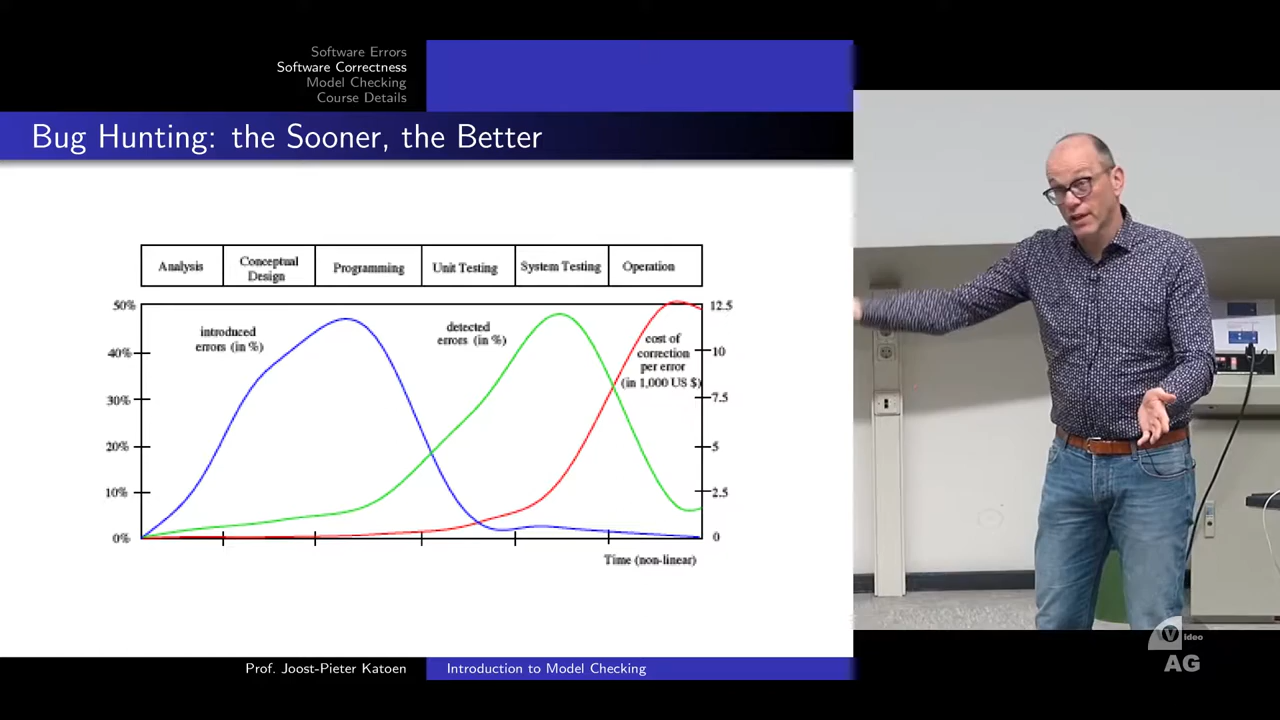 Software Errors
Software Correctness
Model Checking
Course Details
Bug Hunting: the Sooner, the Better
Analysis
Conceptual
Design
Programming
Unit Testing
System Testing
Operation
50%
40%
30%
20%
10%
0%
introduced
errors (in %)
detected
errors (in %)
cost of
correction
per error
(in 1,000 US $)
12.5
10
7.5
5
2.5
0
Time (non-linear)
Prof. Joost-Pieter Katoen
Introduction to Model Checking
Video
AG